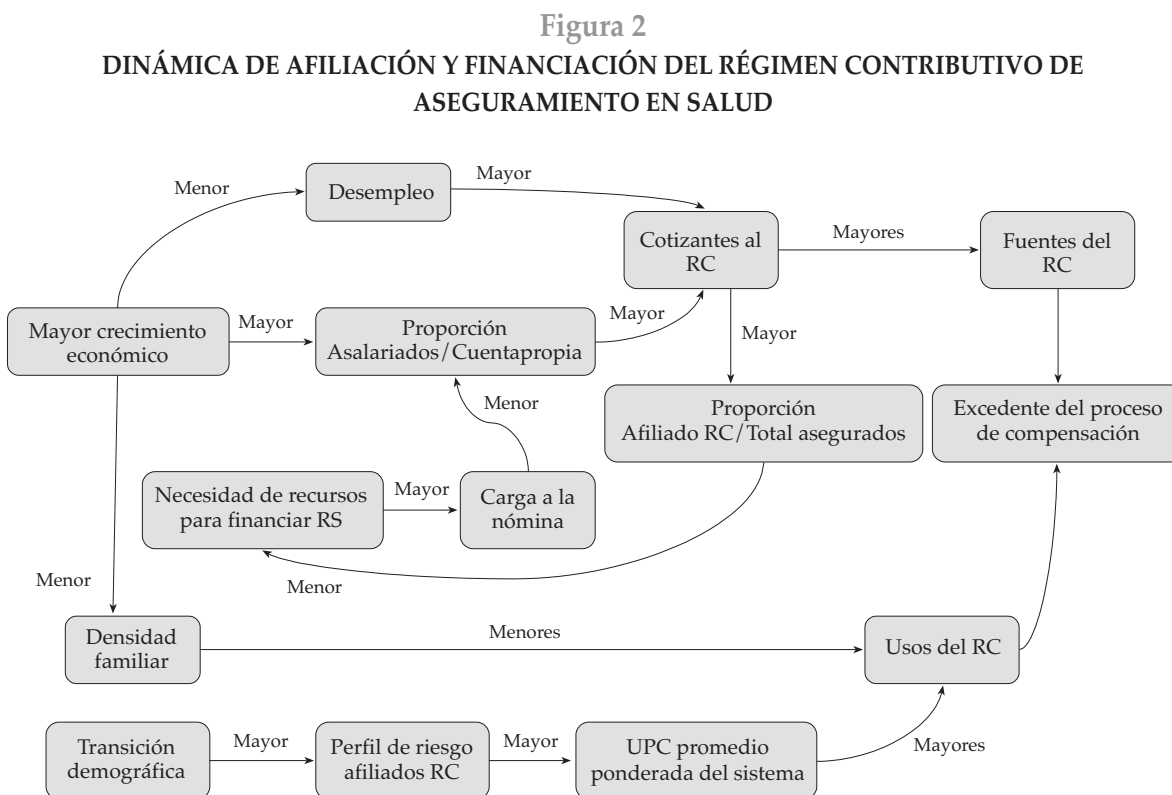 Figura 2
DINÁMICA DE AFILIACIÓN Y FINANCIACIÓN DEL RÉGIMEN CONTRIBUTIVO DE
ASEGURAMIENTO EN SALUD
Menor
Desempleo
Mayor
Cotizantes al
RC
Mayores
Fuentes del
RC
Mayor crecimiento
económico
Mayor
Proporción
Asalariados/Cuentapropia
Mayor
Mayor
Menor
Proporción
Afiliado RC/Total asegurados
Excedente del proceso
de compensación
Necesidad de recursos
para financiar RS
Mayor
Carga a la
nómina
Menor
Menor
Densidad
familiar
Menores
Usos del RC
Transición
demográfica
Mayor
Perfil de riesgo
afiliados RC
Mayor
UPC promedio
ponderada del sistema
Mayores